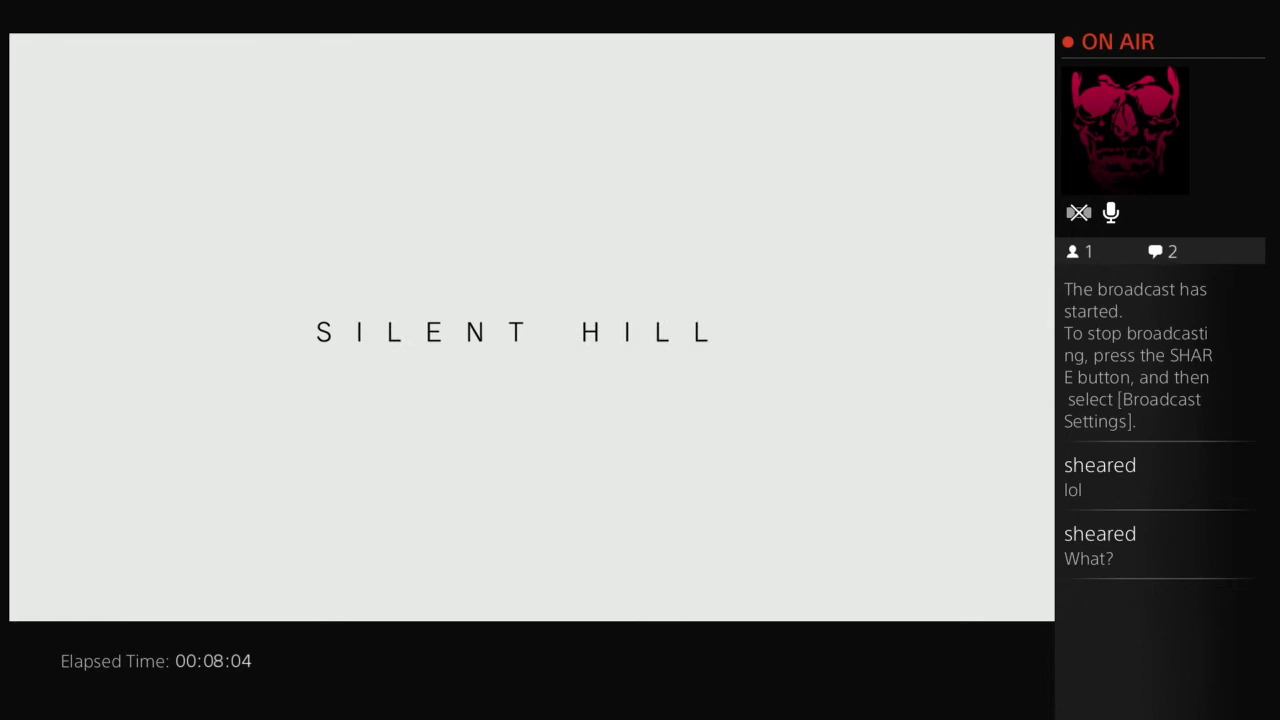 SILENT HILL
Elapsed Time: 00:08:04
ON AIR
1 2
The broadcast has
started.
To stop broadcasti
ng, press the SHAR
E button, and then
select [Broadcast
Settings].
sheared
lol
sheared
What?